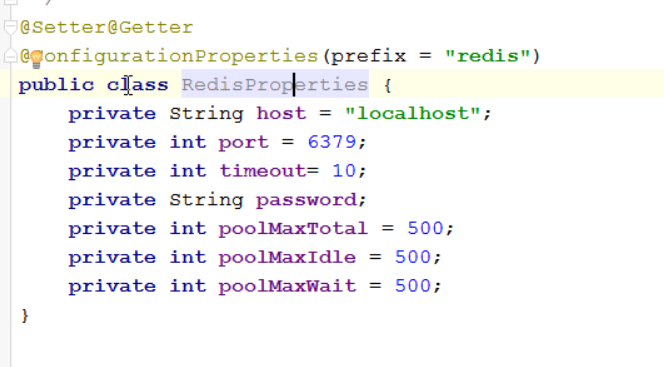 @Setter@Getter
@ConfigurationProperties(prefix = "redis")
public class RedisProperties {
private String host = "localhost";
private int port = 6379;
private int timeout= 10;
private String password;
private int poolMaxTotal = 500;
private int poolMaxIdle = 500;
private int poolMaxWait = 500;
}